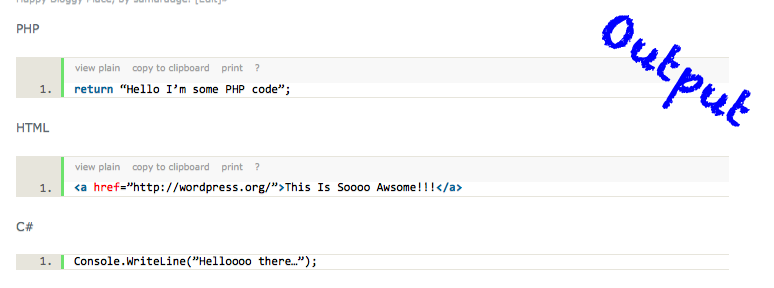 Happy Bloggy Place, by samdadger [Edit]=
PHP
Output
view plain copy to clipboard print ?
1. return “Hello I’m some PHP code”;
HTML
view plain copy to clipboard print ?
1. <a href=”http://wordpress.org/”>This Is Soooo Awsome!!!</a>
C#
1. Console.WriteLine(”Helloooo there…”);